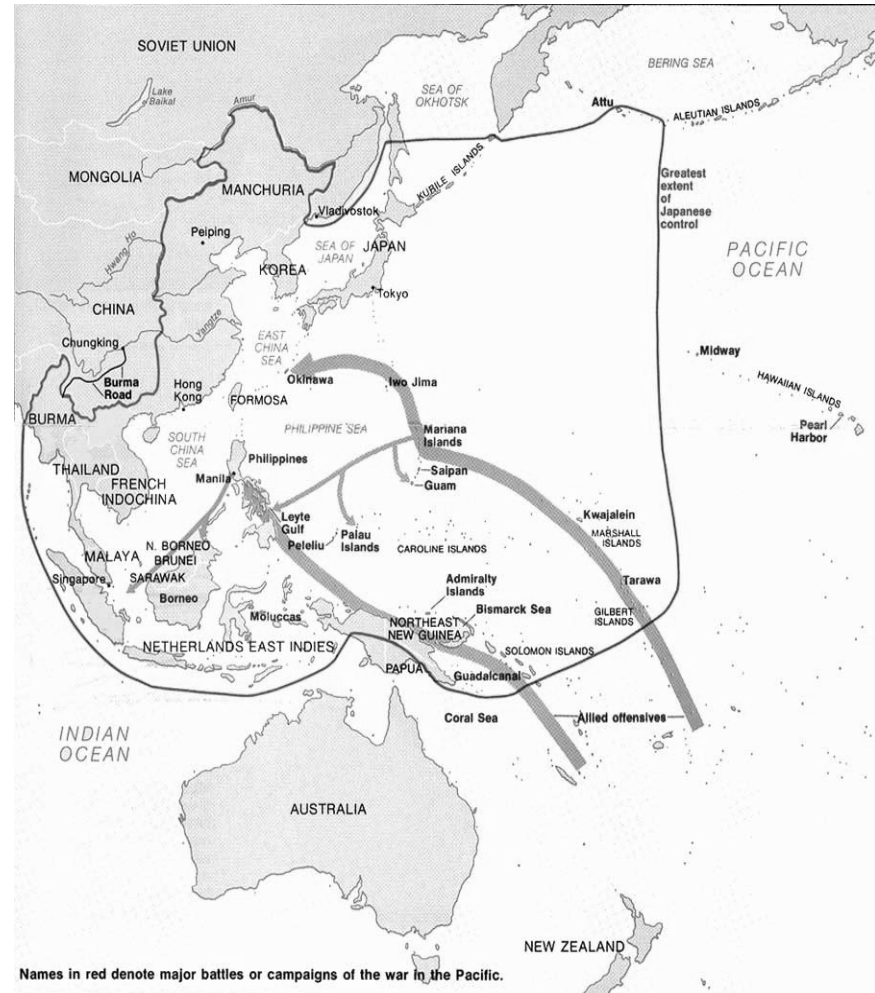 SOVIET UNION
Lake
Baikal
Amur
SEA OF
OKHOTSK
BERING SEA
Attu
ALEUTIAN ISLANDS
MONGOLIA
MANCHURIA
KURILE ISLANDS
Greatest
extent
of
Japanese
control
Vladivostok
Peiping
SEA OF
JAPAN
JAPAN
KOREA
Tokyo
Hwang Ho
CHINA
Yangtze
PACIFIC
OCEAN
Chungking
EAST
CHINA
SEA
Burma
Road
Hong
Kong
Okinawa
Iwo Jima
Midway
HAWAIIAN ISLANDS
Pearl
Harbor
FORMOSA
BURMA
SOUTH
CHINA
SEA
PHILIPPINE SEA
Mariana
Islands
THAILAND
FRENCH
INDOCHINA
Manila
Philippines
Saipan
Guam
Leyte
Gulf
Peleliu
Palau
Islands
CAROLINE ISLANDS
Kwajalein
MARSHALL
ISLANDS
MALAYA
N. BORNEO
BRUNEI
SARAWAK
Singapore
Borneo
Moluccas
Admiralty
Islands
Bismarck Sea
Tarawa
GILBERT
ISLANDS
NORTHEAST
NEW GUINEA
NETHERLANDS EAST INDIES
SOLOMON ISLANDS
PAPUA
Guadalcanal
Coral Sea
Allied offensives
INDIAN
OCEAN
AUSTRALIA
NEW ZEALAND
Names in red denote major battles or campaigns of the war in the Pacific.